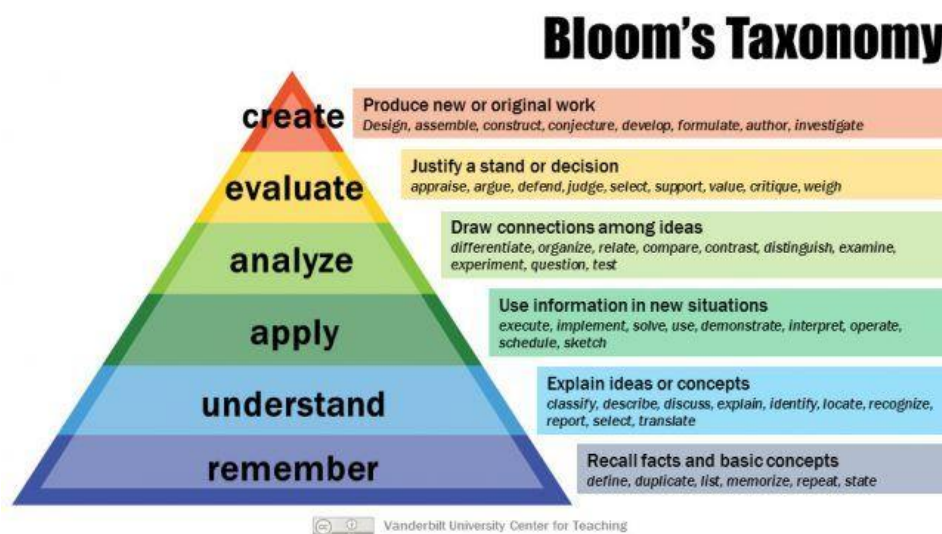 Bloom's Taxonomy
create
Produce new or original work
Design, assemble, construct, conjecture, develop, formulate, author, investigate
evaluate
Justify a stand or decision
appraise, argue, defend, judge, select, support, value, critique, weigh
analyze
Draw connections among ideas
differentiate, organize, relate, compare, contrast, distinguish, examine,
experiment, question, test
apply
Use information in new situations
execute, implement, solve, use, demonstrate, interpret, operate,
schedule, sketch
understand
Explain ideas or concepts
classify, describe, discuss, explain, identify, locate, recognize,
report, select, translate
remember
Recall facts and basic concepts
define, duplicate, list, memorize, repeat, state
cc Vanderbilt University Center for Teaching